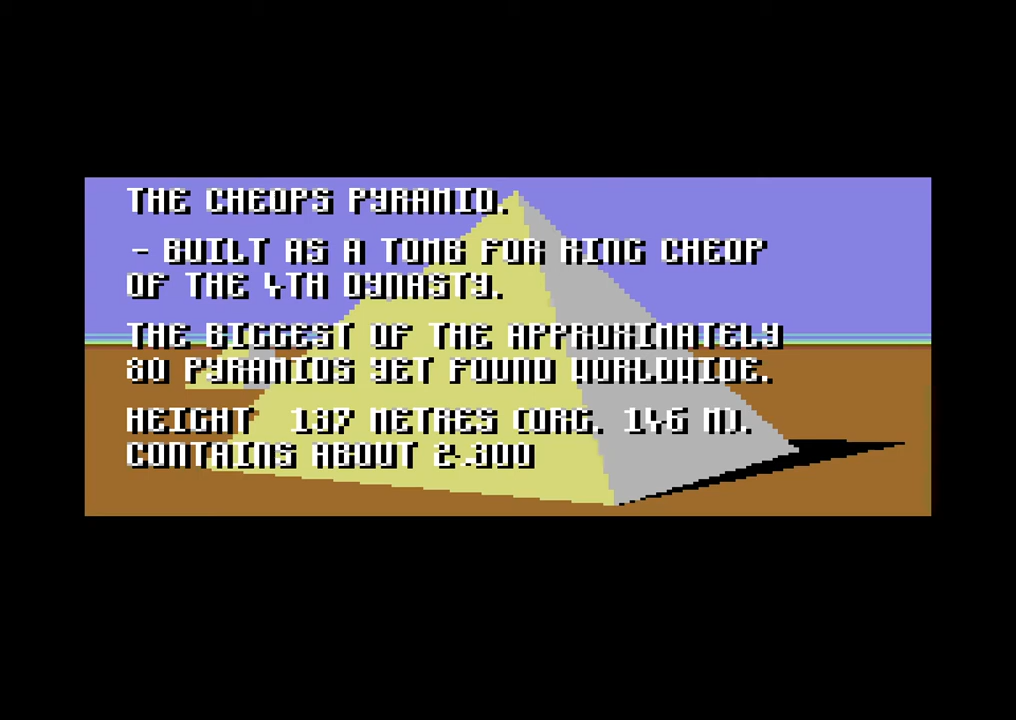 THE CHEOPS PYRAMID.
- BUILT AS A TOMB FOR KING CHEOP
OF THE 4TH DYNASTY.
THE BIGGEST OF THE APPROXIMATELY
80 PYRAMIDS YET FOUND WORLDWIDE.
HEIGHT 137 METRES (ORG. 146 M).
CONTAINS ABOUT 2.300